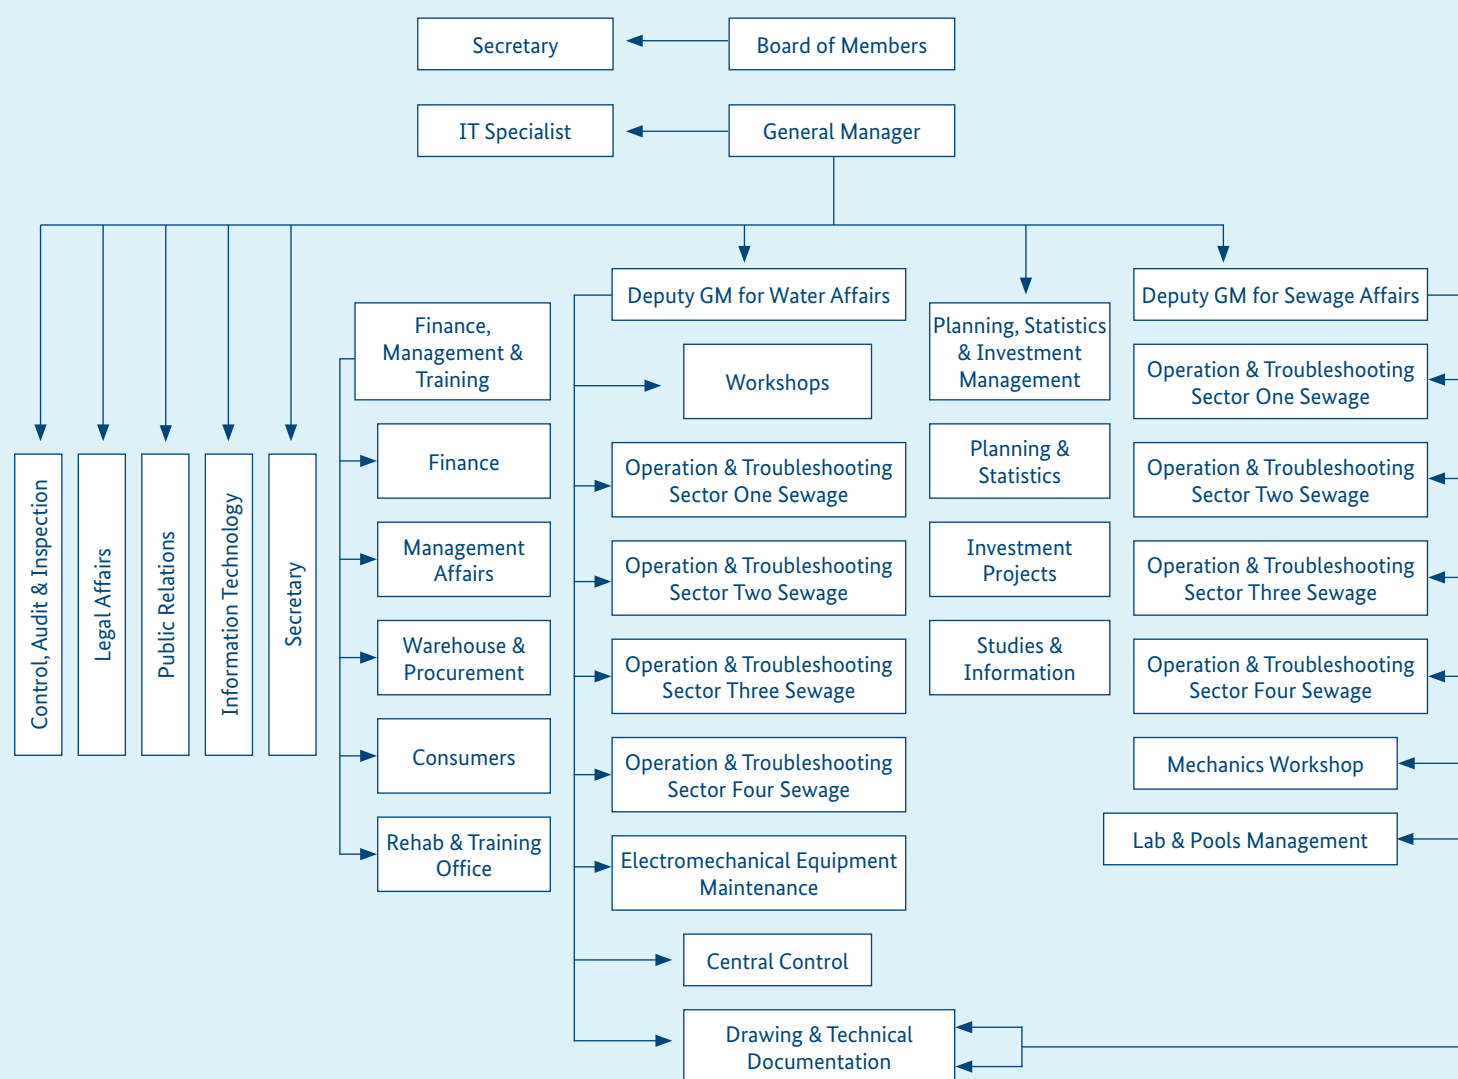 Secretary
Board of Members
IT Specialist
General Manager
Control, Audit & Inspection
Legal Affairs
Public Relations
Information Technology
Secretary
Finance,
Management &
Training
Finance
Management
Affairs
Warehouse &
Procurement
Consumers
Rehab & Training
Office
Deputy GM for Water Affairs
Workshops
Operation & Troubleshooting
Sector One Sewage
Operation & Troubleshooting
Sector Two Sewage
Operation & Troubleshooting
Sector Three Sewage
Operation & Troubleshooting
Sector Four Sewage
Electromechanical Equipment
Maintenance
Central Control
Drawing & Technical
Documentation
Planning, Statistics
& Investment
Management
Planning &
Statistics
Investment
Projects
Studies &
Information
Deputy GM for Sewage Affairs
Operation & Troubleshooting
Sector One Sewage
Operation & Troubleshooting
Sector Two Sewage
Operation & Troubleshooting
Sector Three Sewage
Operation & Troubleshooting
Sector Four Sewage
Mechanics Workshop
Lab & Pools Management